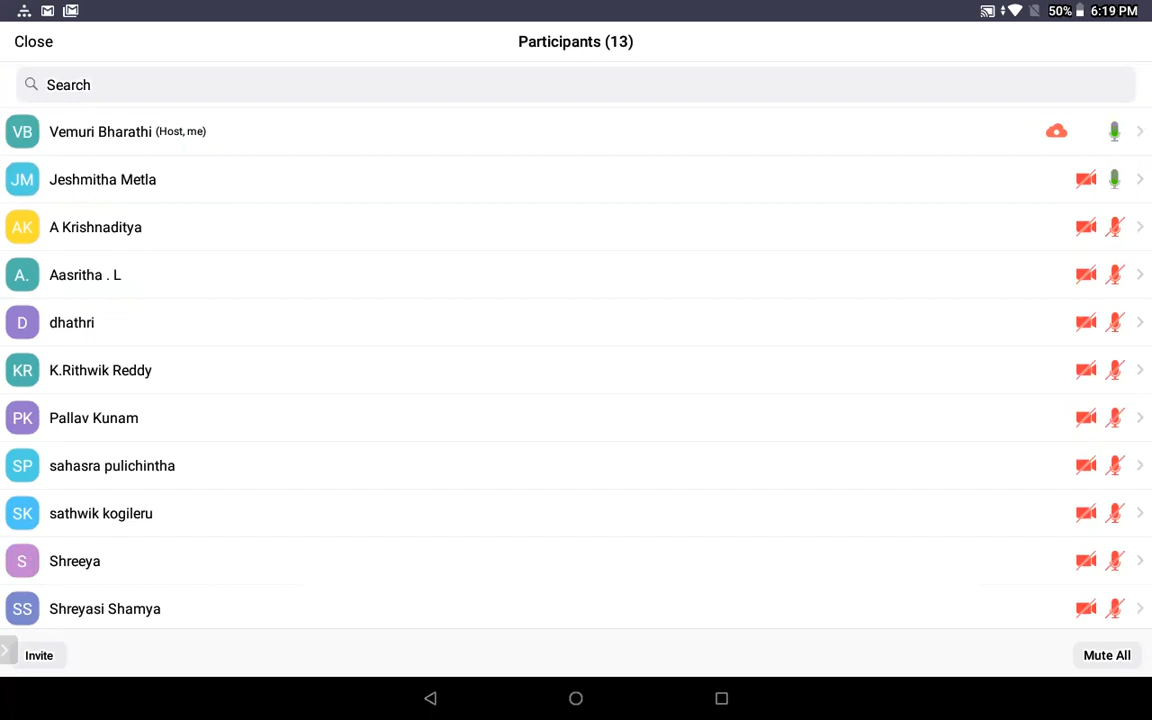 50% 6:19 PM
Close Participants (13)
Search
VB Vemuri Bharathi (Host, me)
JM Jeshmitha Metla
AK A Krishnaditya
A. Aasritha . L
D dhathri
KR K.Rithwik Reddy
PK Pallav Kunam
SP sahasra pulichintha
SK sathwik kogileru
S Shreeya
SS Shreyasi Shamya
Invite Mute All